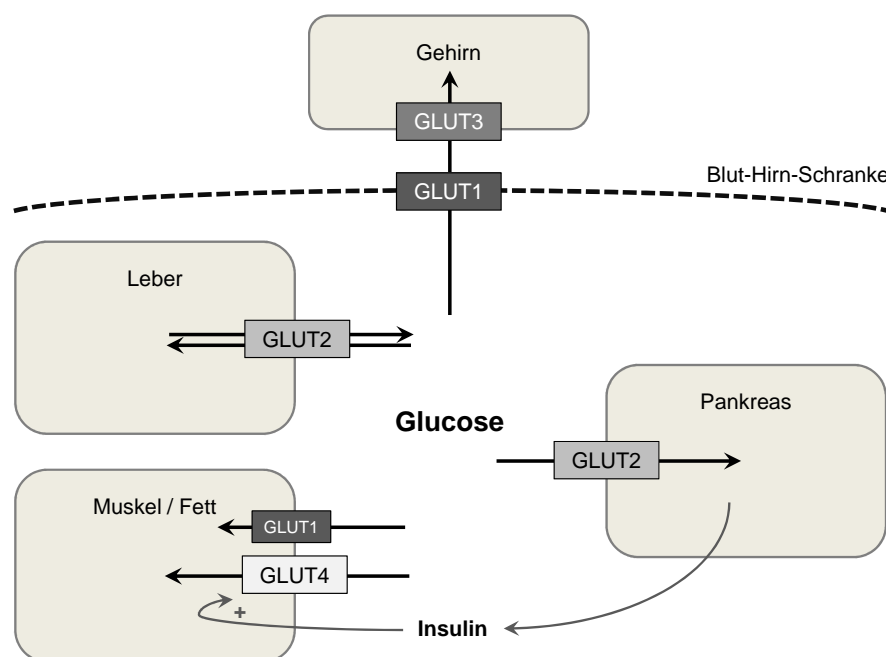 Gehirn
GLUT3
Blut-Hirn-Schranke
GLUT1
Leber
GLUT2
Pankreas
Glucose
GLUT2
Muskel / Fett
GLUT1
GLUT4
+
Insulin